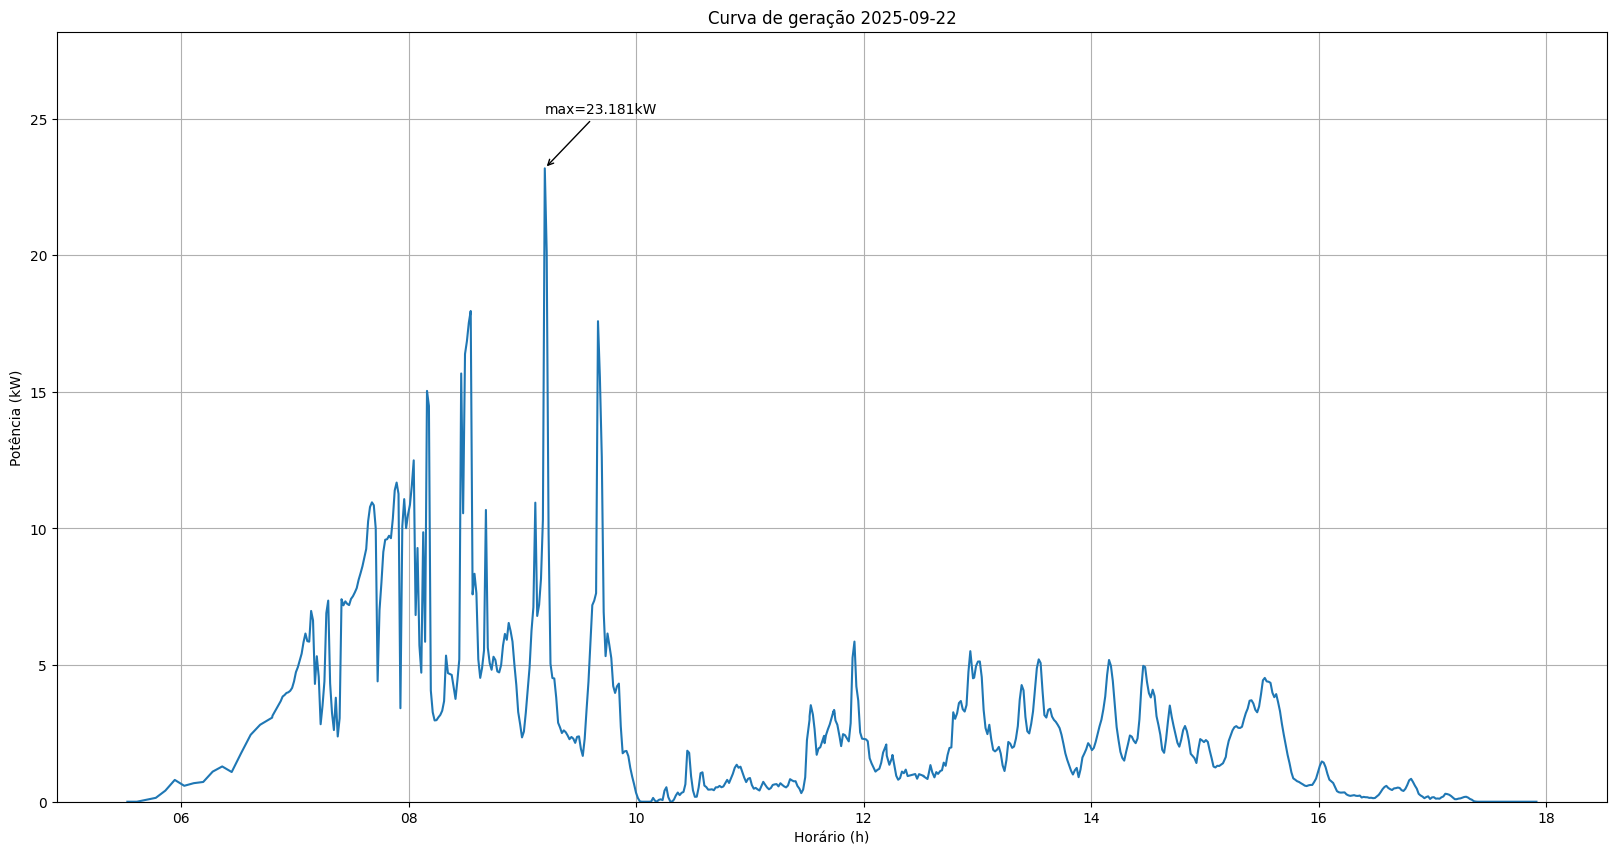 Curva de geração 2025-09-22
max=23.181kW
Potência (kW)
25
20
15
10
5
0
06 08 10 12 14 16 18
Horário (h)